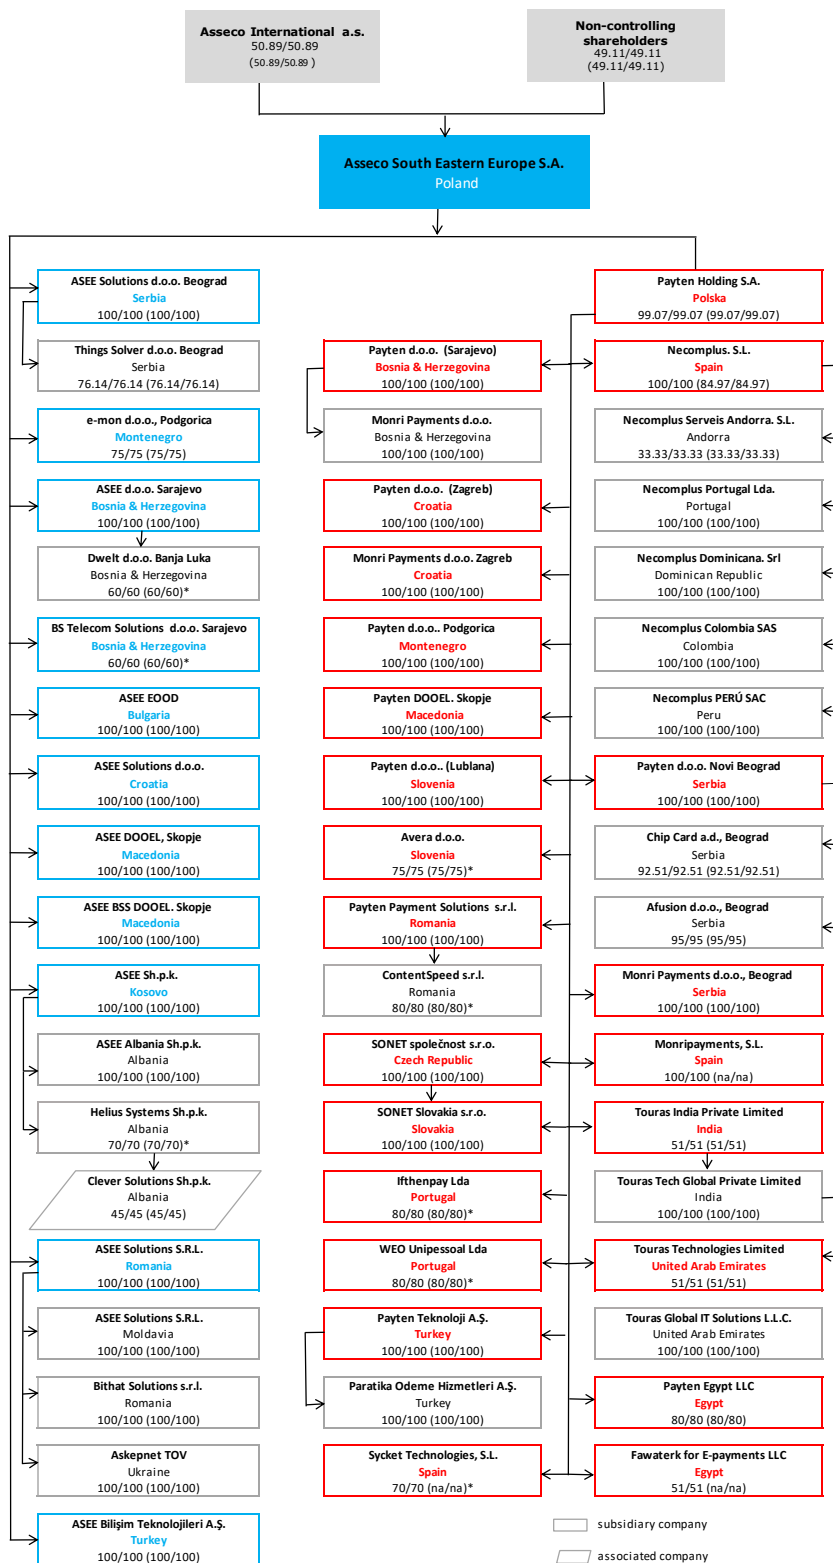 Asseco International a.s.
50.89/50.89
(50.89/50.89 )
Non-controlling
shareholders
49.11/49.11
(49.11/49.11)
Asseco South Eastern Europe S.A.
Poland
ASEE Solutions d.o.o. Beograd
Serbia
100/100 (100/100)
Things Solver d.o.o. Beograd
Serbia
76.14/76.14 (76.14/76.14)
e-mon d.o.o., Podgorica
Montenegro
75/75 (75/75)
ASEE d.o.o. Sarajevo
Bosnia & Herzegovina
100/100 (100/100)
Dwelt d.o.o. Banja Luka
Bosnia & Herzegovina
60/60 (60/60)*
BS Telecom Solutions  d.o.o. Sarajevo
Bosnia & Herzegovina
60/60 (60/60)*
ASEE EOOD
Bulgaria
100/100 (100/100)
ASEE Solutions d.o.o.
Croatia
100/100 (100/100)
ASEE DOOEL, Skopje
Macedonia
100/100 (100/100)
ASEE BSS DOOEL. Skopje
Macedonia
100/100 (100/100)
ASEE Sh.p.k.
Kosovo
100/100 (100/100)
ASEE Albania Sh.p.k.
Albania
100/100 (100/100)
Helius Systems Sh.p.k.
Albania
70/70 (70/70)*
Clever Solutions Sh.p.k.
Albania
45/45 (45/45)
ASEE Solutions S.R.L.
Romania
100/100 (100/100)
ASEE Solutions S.R.L.
Moldavia
100/100 (100/100)
Bithat Solutions s.r.l.
Romania
100/100 (100/100)
Askepnet TOV
Ukraine
100/100 (100/100)
ASEE Bilişim Teknolojileri A.Ş.
Turkey
100/100 (100/100)
Payten d.o.o.  (Sarajevo)
Bosnia & Herzegovina
100/100 (100/100)
Monri Payments d.o.o.
Bosnia & Herzegovina
100/100 (100/100)
Payten d.o.o.  (Zagreb)
Croatia
100/100 (100/100)
Monri Payments d.o.o. Zagreb
Croatia
100/100 (100/100)
Payten d.o.o.. Podgorica
Montenegro
100/100 (100/100)
Payten DOOEL. Skopje
Macedonia
100/100 (100/100)
Payten d.o.o.. (Lublana)
Slovenia
100/100 (100/100)
Avera d.o.o.
Slovenia
75/75 (75/75)*
Payten Payment Solutions  s.r.l.
Romania
100/100 (100/100)
ContentSpeed s.r.l.
Romania
80/80 (80/80)*
SONET společnost s.r.o.
Czech Republic
100/100 (100/100)
SONET Slovakia s.r.o.
Slovakia
100/100 (100/100)
Ifthenpay Lda
Portugal
80/80 (80/80)*
WEO Unipessoal Lda
Portugal
80/80 (80/80)*
Payten Teknoloji A.Ş.
Turkey
100/100 (100/100)
Paratika Odeme Hizmetleri A.Ş.
Turkey
100/100 (100/100)
Sycket Technologies, S.L.
Spain
70/70 (na/na)*
Payten Holding S.A.
Polska
99.07/99.07 (99.07/99.07)
Necomplus. S.L.
Spain
100/100 (84.97/84.97)
Necomplus Serveis Andorra. S.L.
Andorra
33.33/33.33 (33.33/33.33)
Necomplus Portugal Lda.
Portugal
100/100 (100/100)
Necomplus Dominicana. Srl
Dominican Republic
100/100 (100/100)
Necomplus Colombia SAS
Colombia
100/100 (100/100)
Necomplus PERÚ SAC
Peru
100/100 (100/100)
Payten d.o.o. Novi Beograd
Serbia
100/100 (100/100)
Chip Card a.d., Beograd
Serbia
92.51/92.51 (92.51/92.51)
Afusion d.o.o., Beograd
Serbia
95/95 (95/95)
Monri Payments d.o.o., Beograd
Serbia
100/100 (100/100)
Monripayments, S.L.
Spain
100/100 (na/na)
Touras India Private Limited
India
51/51 (51/51)
Touras Tech Global Private Limited
India
100/100 (100/100)
Touras Technologies Limited
United Arab Emirates
51/51 (51/51)
Touras Global IT Solutions L.L.C.
United Arab Emirates
100/100 (100/100)
Payten Egypt LLC
Egypt
80/80 (80/80)
Fawaterk for E-payments LLC
Egypt
51/51 (na/na)
subsidiary company
associated company